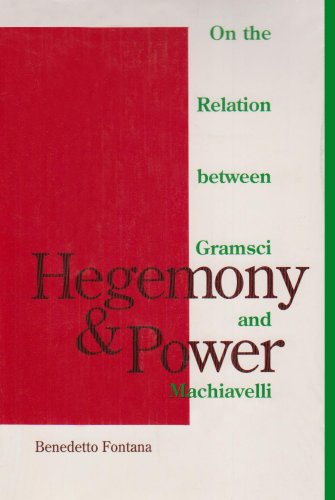 On the
Relation
between
Gramsci
Hegemony
and
& Power
Machiavelli
Benedetto Fontana